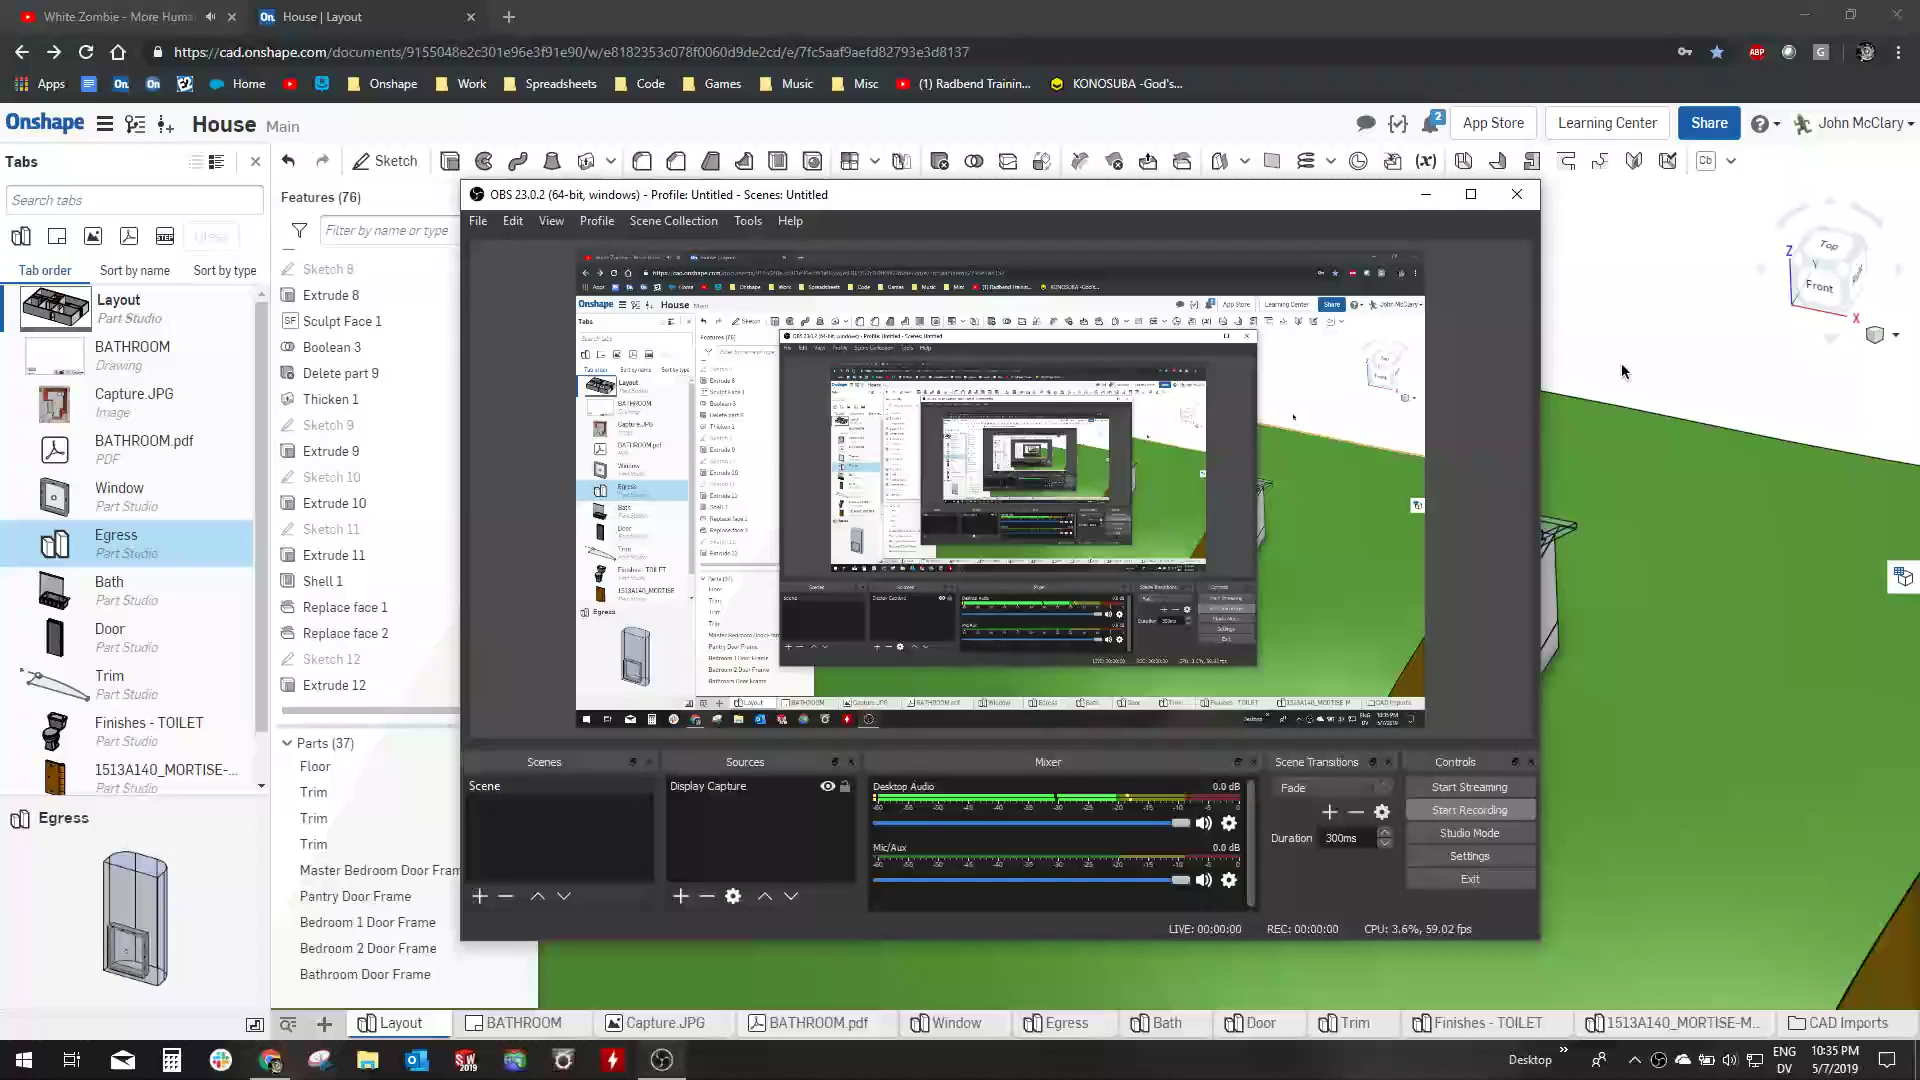 White Zombie - More Huma
House | Layout
https://cad.onshape.com/documents/9155048e2c301e96e3f91e90/w/e8182353c078f0060d9de2cd/e/7fc5aaf9aefd82793e3d8137
ABP
G
Apps
On
On
Home
Onshape
Work
Spreadsheets
Code
Games
Music
Misc
(1) Radbend Trainin...
KONOSUBA -God's...
Onshape
House Main
2
App Store
Learning Center
Share
John McClary
Tabs
Sketch
Cb
Search tabs
Features (76)
Filter by name or type
Tab order
Sort by name
Sort by type
Layout
Part Studio
BATHROOM
Drawing
Capture.JPG
Image
BATHROOM.pdf
PDF
Window
Part Studio
Egress
Part Studio
Bath
Part Studio
Door
Part Studio
Trim
Part Studio
Finishes - TOILET
Part Studio
1513A140_MORTISE-...
Egress
Sketch 8
Extrude 8
SF Sculpt Face 1
Boolean 3
Delete part 9
Thicken 1
Sketch 9
Extrude 9
Sketch 10
Extrude 10
Sketch 11
Extrude 11
Shell 1
Replace face 1
Replace face 2
Sketch 12
Extrude 12
Parts (37)
Floor
Trim
Trim
Trim
Master Bedroom Door Fram
Pantry Door Frame
Bedroom 1 Door Frame
Bedroom 2 Door Frame
Bathroom Door Frame
OBS 23.0.2 (64-bit, windows) - Profile: Untitled - Scenes: Untitled
File
Edit
View
Profile
Scene Collection
Tools
Help
Scenes
Sources
Mixer
Scene Transitions
Controls
Scene
Display Capture
Desktop Audio
0.0 dB
Mic/Aux
0.0 dB
Fade
Duration
300ms
Start Streaming
Start Recording
Studio Mode
Settings
Exit
LIVE: 00:00:00
REC: 00:00:00
CPU: 3.6%, 59.02 fps
Top
Front
Z
Y
X
Layout
BATHROOM
Capture.JPG
BATHROOM.pdf
Window
Egress
Bath
Door
Trim
Finishes - TOILET
1513A140_MORTISE-M...
CAD Imports
Desktop
ENG
DV
10:35 PM
5/7/2019